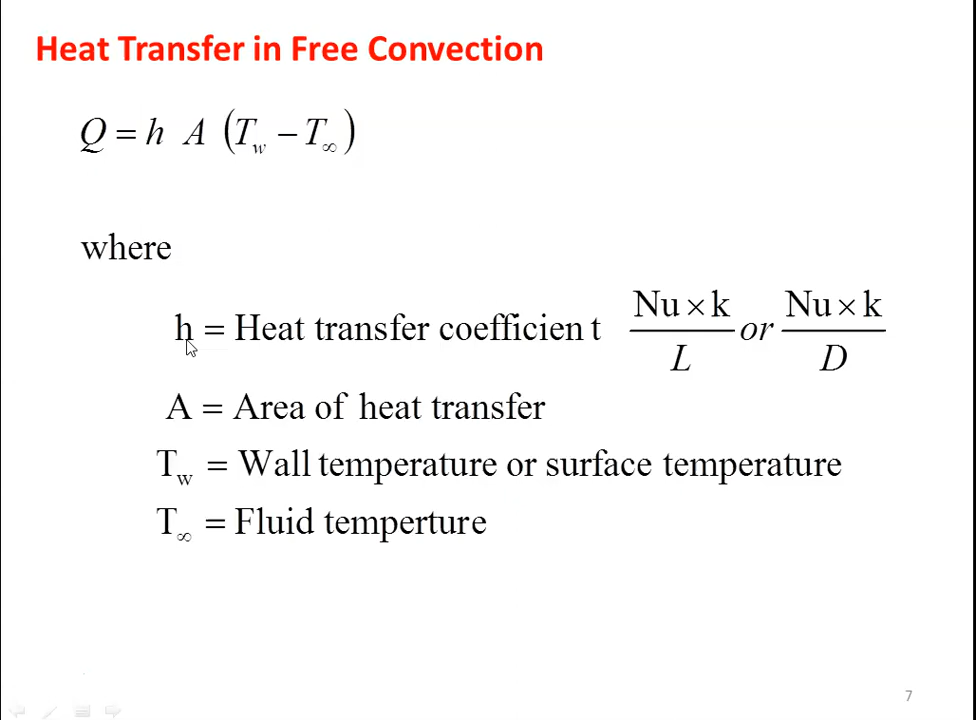 Heat Transfer in Free Convection
Q = h A (T_w − T_∞)
where
h = Heat transfer coefficien t Nu × k / L or Nu × k / D
A = Area of heat transfer
T_w = Wall temperature or surface temperature
T_∞ = Fluid temperture
7